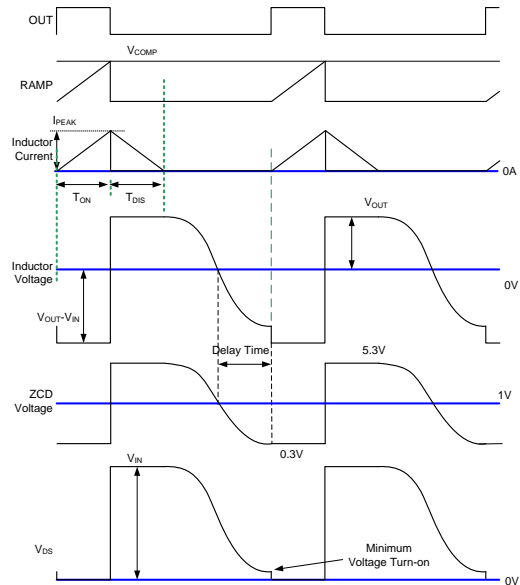 OUT
VCOMP
RAMP
IPEAK
Inductor
Current
0A
TON
TDIS
VOUT
Inductor
Voltage
0V
VOUT-VIN
Delay Time
5.3V
ZCD
Voltage
1V
0.3V
VIN
Minimum
Voltage Turn-on
VDS
0V